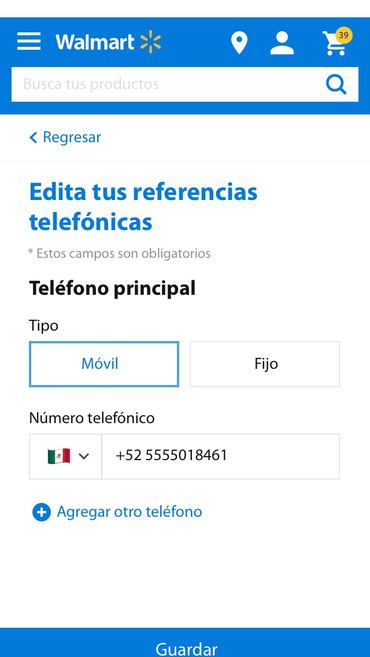 Walmart
39
Busca tus productos
Regresar
Edita tus referencias
telefónicas
* Estos campos son obligatorios
Teléfono principal
Tipo
Móvil
Fijo
Número telefónico
+52 5555018461
Agregar otro teléfono
Guardar